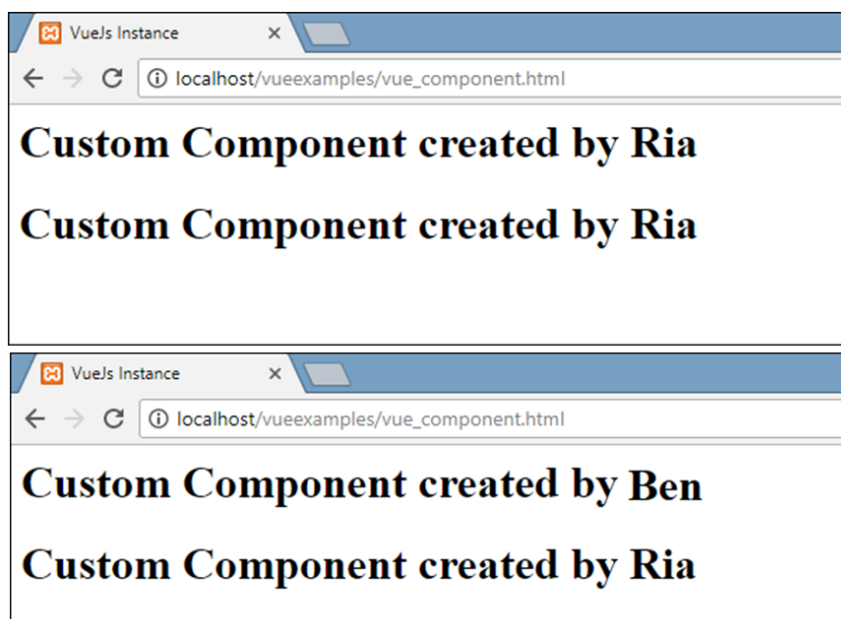 VueJs Instance
localhost/vueexamples/vue_component.html
Custom Component created by Ria
Custom Component created by Ria
VueJs Instance
localhost/vueexamples/vue_component.html
Custom Component created by Ben
Custom Component created by Ria